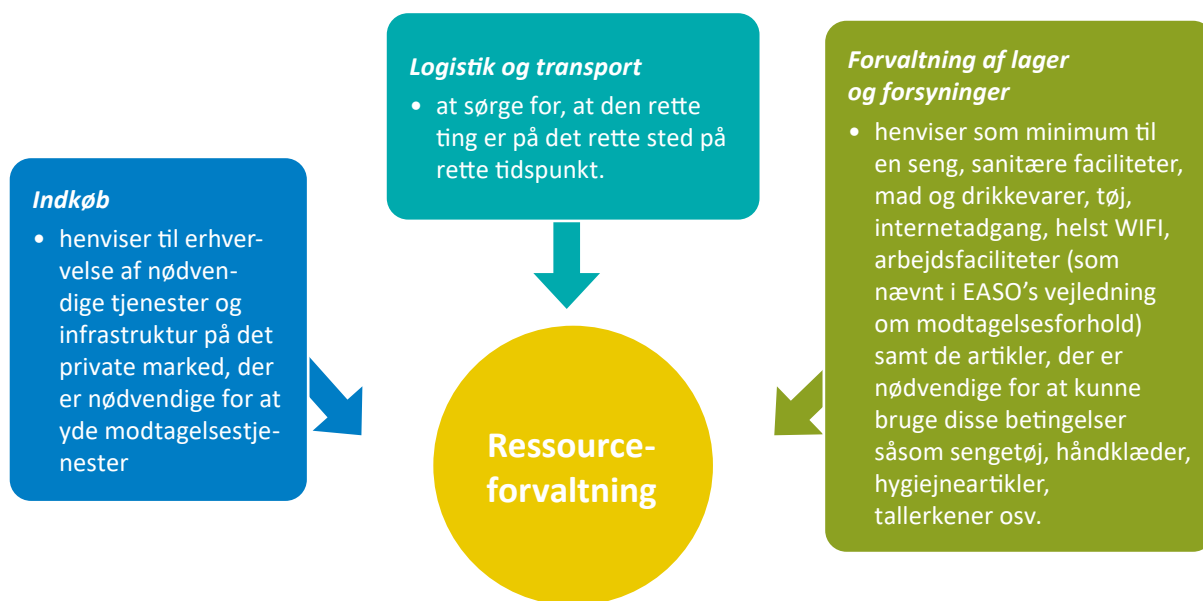 Indkøb
• henviser til erhver-
velse af nødven-
dige tjenester og
infrastruktur på det
private marked, der
er nødvendige for at
yde modtagelsestje-
nester
Logistik og transport
• at sørge for, at den rette
ting er på det rette sted på
rette tidspunkt.
Forvaltning af lager
og forsyninger
• henviser som minimum til
en seng, sanitære faciliteter,
mad og drikkevarer, tøj,
internetadgang, helst WIFI,
arbejdsfaciliteter (som
nævnt i EASO’s vejledning
om modtagelsesforhold)
samt de artikler, der er
nødvendige for at kunne
bruge disse betingelser
såsom sengetøj, håndklæder,
hygiejneartikler,
tallerkener osv.
Ressource-
forvaltning